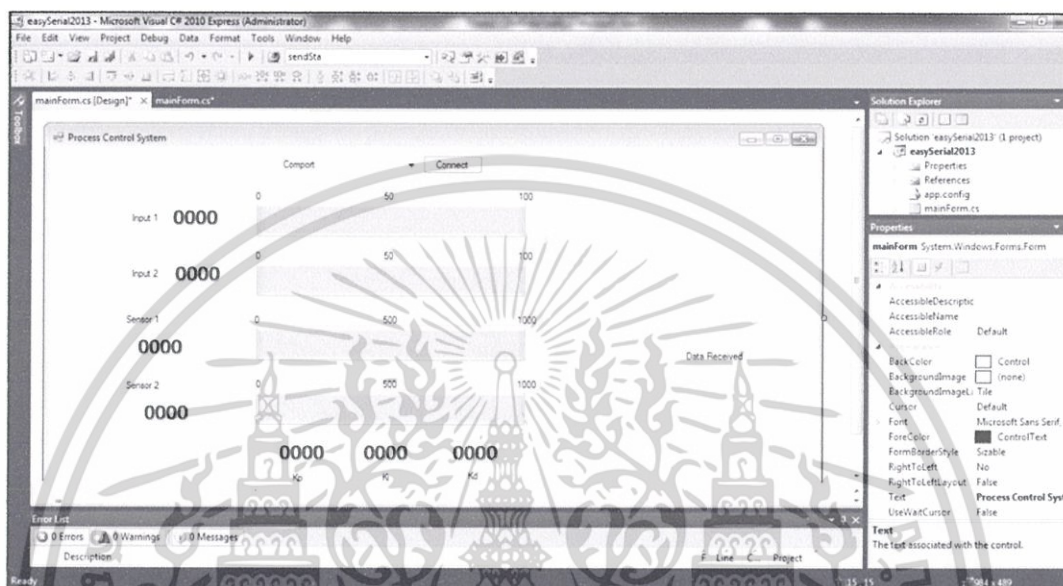 easySerial2013 - Microsoft Visual C# 2010 Express (Administrator)
File Edit View Project Debug Data Format Tools Window Help
sendSta
mainForm.cs [Design]* × mainForm.cs*
Toolbox
Process Control System
Comport
Connect
0 50 100
Input 1 0000
0 50 100
Input 2 0000
Sensor 1
0 500 1000
0000
Data Received
Sensor 2
0 500 1000
0000
0000 0000 0000
Kp Ki Kd
Error List
0 Errors 0 Warnings 0 Messages
Description
F Line C... Project
Ready
15, 15
984 x 489
Solution Explorer
Solution 'easySerial2013' (1 project)
easySerial2013
Properties
References
app.config
mainForm.cs
Properties
mainForm System.Windows.Forms.Form
AccessibleDescriptic
AccessibleName
AccessibleRole Default
BackColor Control
BackgroundImage (none)
BackgroundImageL Tile
Cursor Default
Font Microsoft Sans Serif,
ForeColor ControlText
FormBorderStyle Sizable
RightToLeft No
RightToLeftLayout False
Text Process Control Syst
UseWaitCursor False
Text
The text associated with the control.